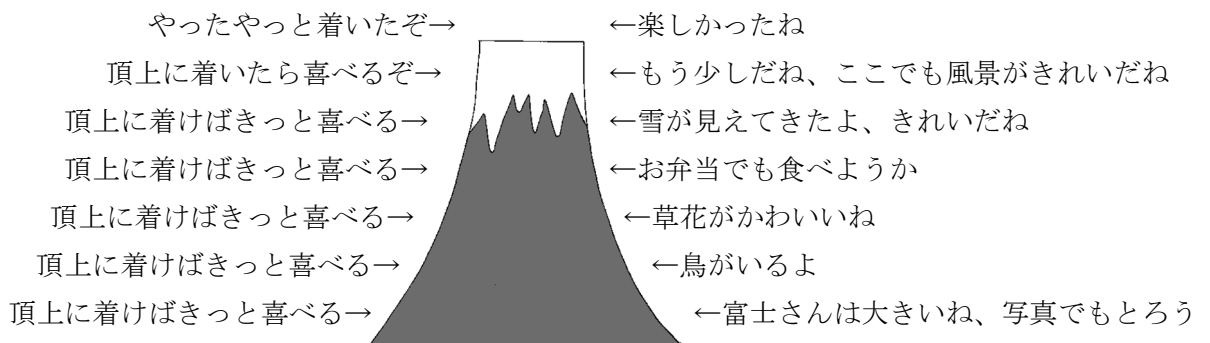 やったやっと着いたぞ→ ←楽しかったね
頂上に着いたら喜べるぞ→ ←もう少しだね、ここでも風景がきれいだね
頂上に着けばきっと喜べる→ ←雪が見えてきたよ、きれいだね
頂上に着けばきっと喜べる→ ←お弁当でも食べようか
頂上に着けばきっと喜べる→ ←草花がかわいいね
頂上に着けばきっと喜べる→ ←鳥がいるよ
頂上に着けばきっと喜べる→ ←富士さんは大きいね、写真でもとろう